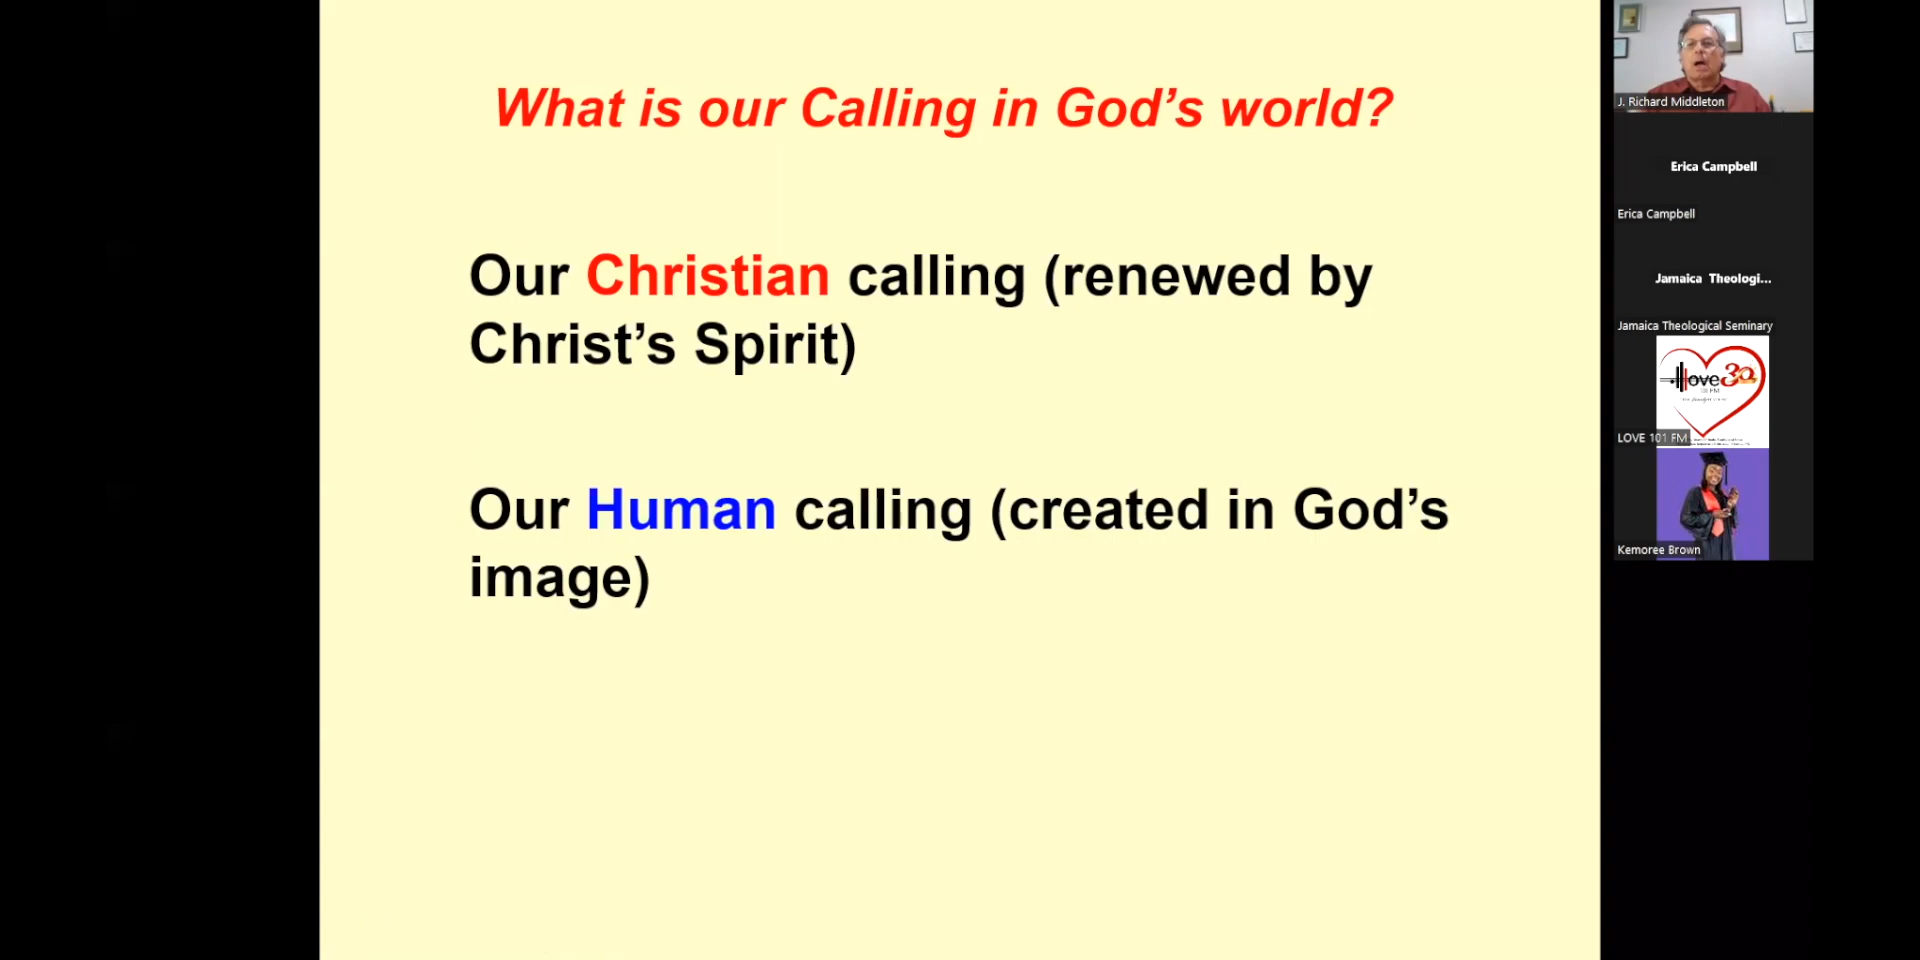 What is our Calling in God’s world?
Our Christian calling (renewed by
Christ’s Spirit)
Our Human calling (created in God’s
image)
J. Richard Middleton
Erica Campbell
Erica Campbell
Jamaica Theologi...
Jamaica Theological Seminary
love 30
LOVE 101 FM
Kemoree Brown